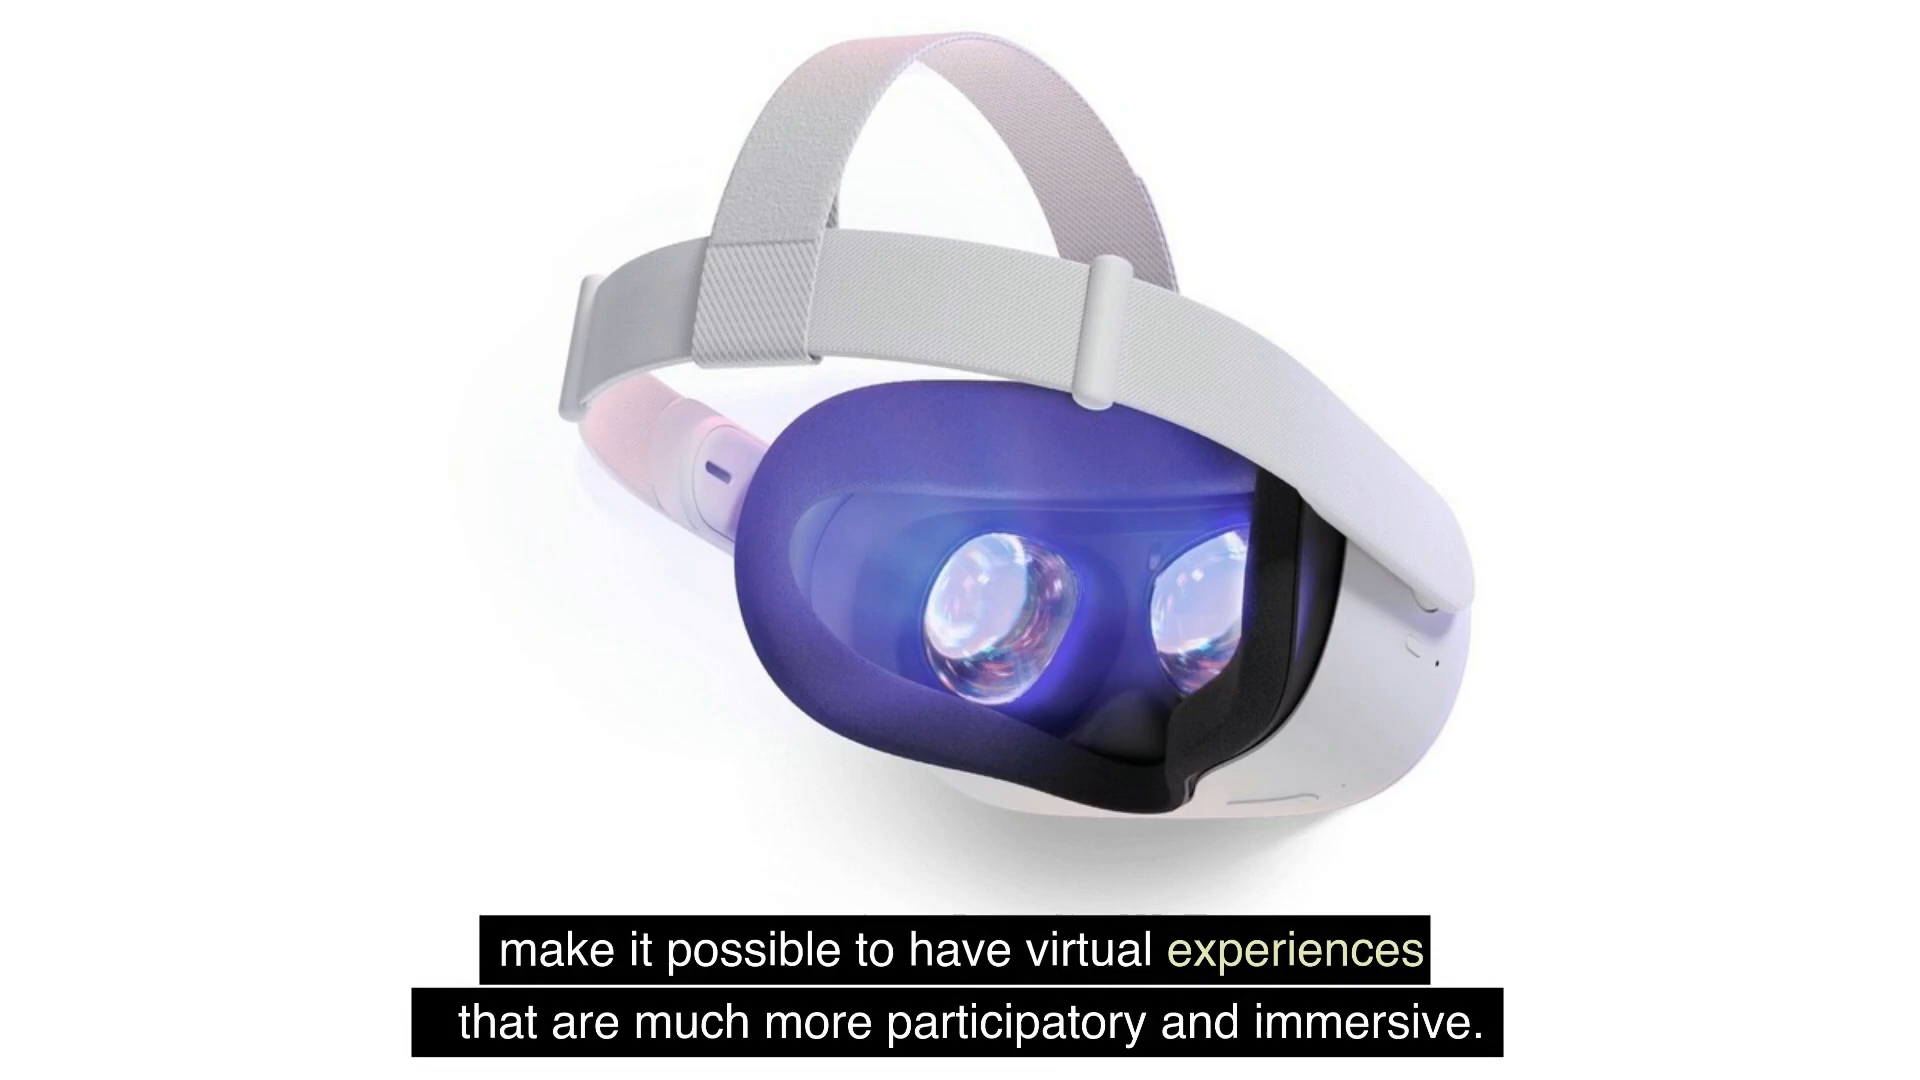 make it possible to have virtual experiences
that are much more participatory and immersive.